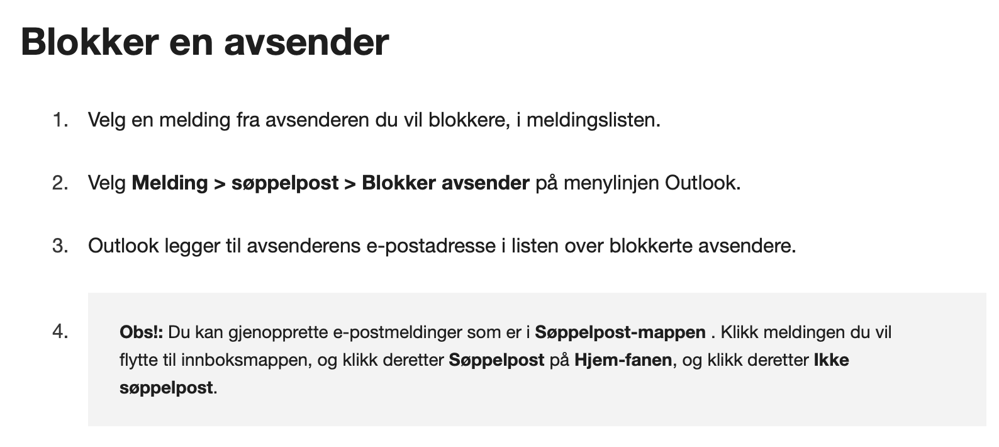 Blokker en avsender
1. Velg en melding fra avsenderen du vil blokkere, i meldingslisten.
2. Velg Melding > søppelpost > Blokker avsender på menylinjen Outlook.
3. Outlook legger til avsenderens e-postadresse i listen over blokkerte avsendere.
4. Obs!: Du kan gjenopprette e-postmeldinger som er i Søppelpost-mappen . Klikk meldingen du vil
flytte til innboksmappen, og klikk deretter Søppelpost på Hjem-fanen, og klikk deretter Ikke
søppelpost.